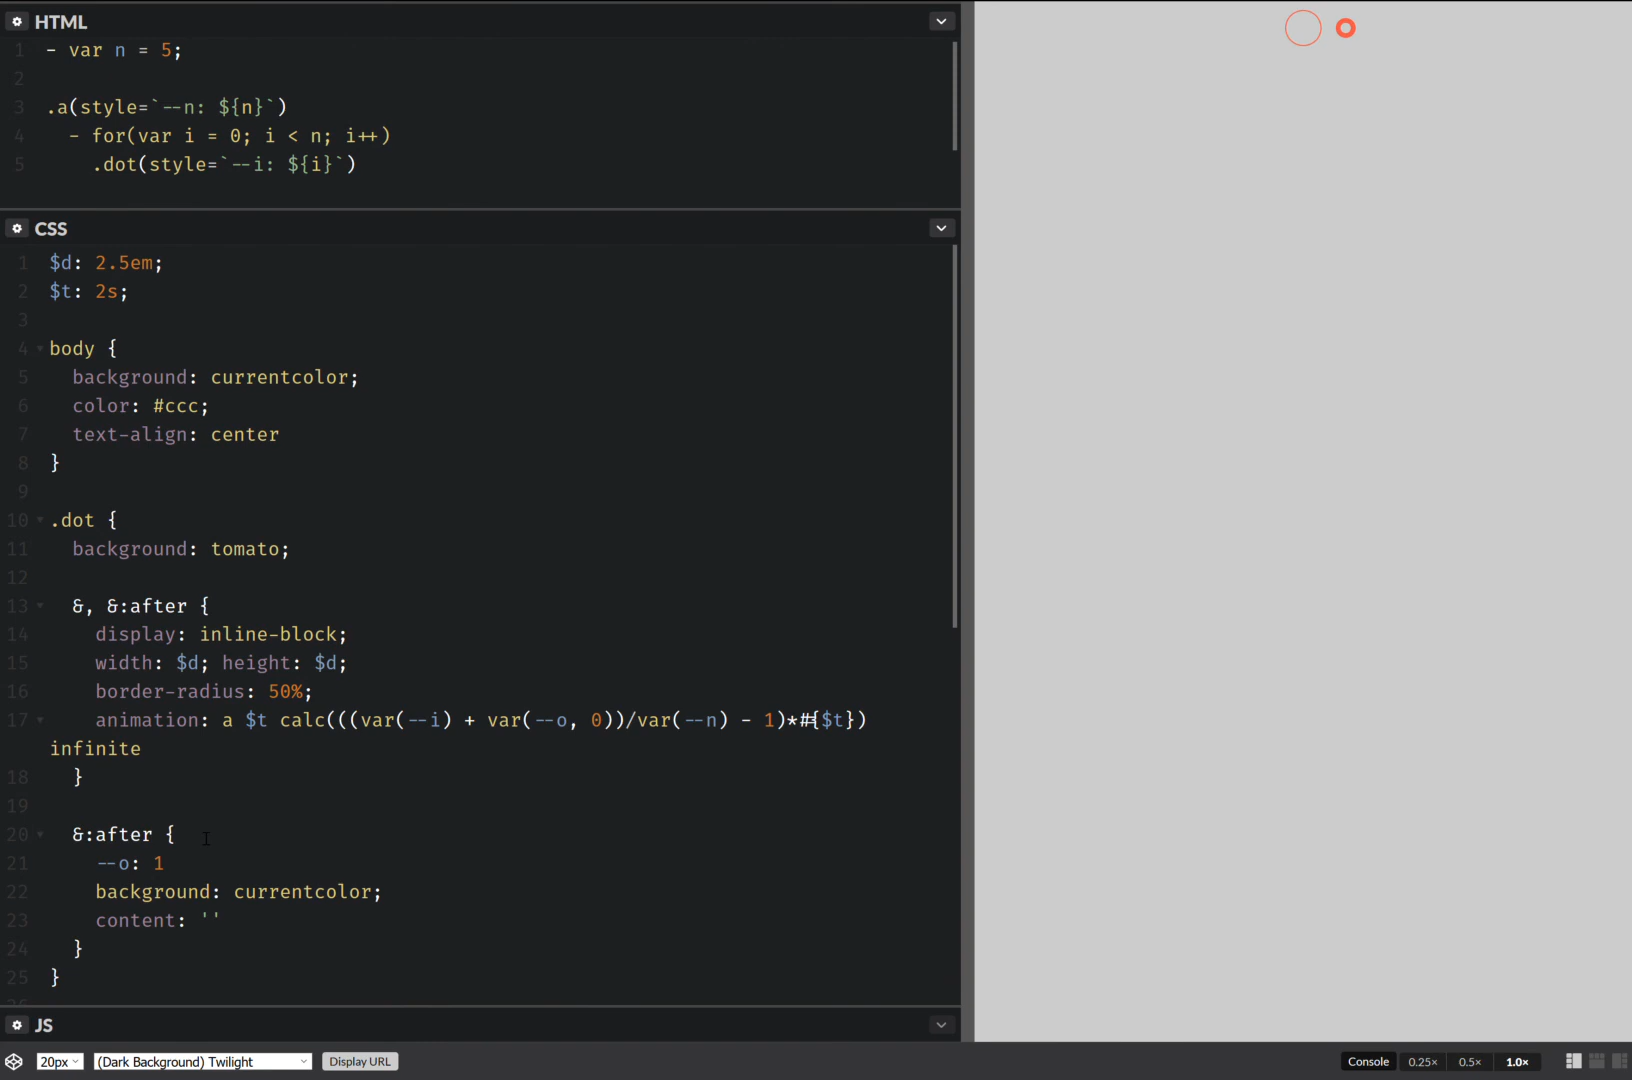 HTML
1 - var n = 5;
2
3 .a(style=`--n: ${n}`)
4 - for(var i = 0; i < n; i++)
5 .dot(style=`--i: ${i}`)
CSS
1 $d: 2.5em;
2 $t: 2s;
3
4 body {
5 background: currentcolor;
6 color: #ccc;
7 text-align: center
8 }
9
10 .dot {
11 background: tomato;
12
13 &, &:after {
14 display: inline-block;
15 width: $d; height: $d;
16 border-radius: 50%;
17 animation: a $t calc(((var(--i) + var(--o, 0))/var(--n) - 1)*#{$t})
infinite
18 }
19
20 &:after {
21 --o: 1
22 background: currentcolor;
23 content: ''
24 }
25 }
JS
20px (Dark Background) Twilight Display URL Console 0.25× 0.5× 1.0×